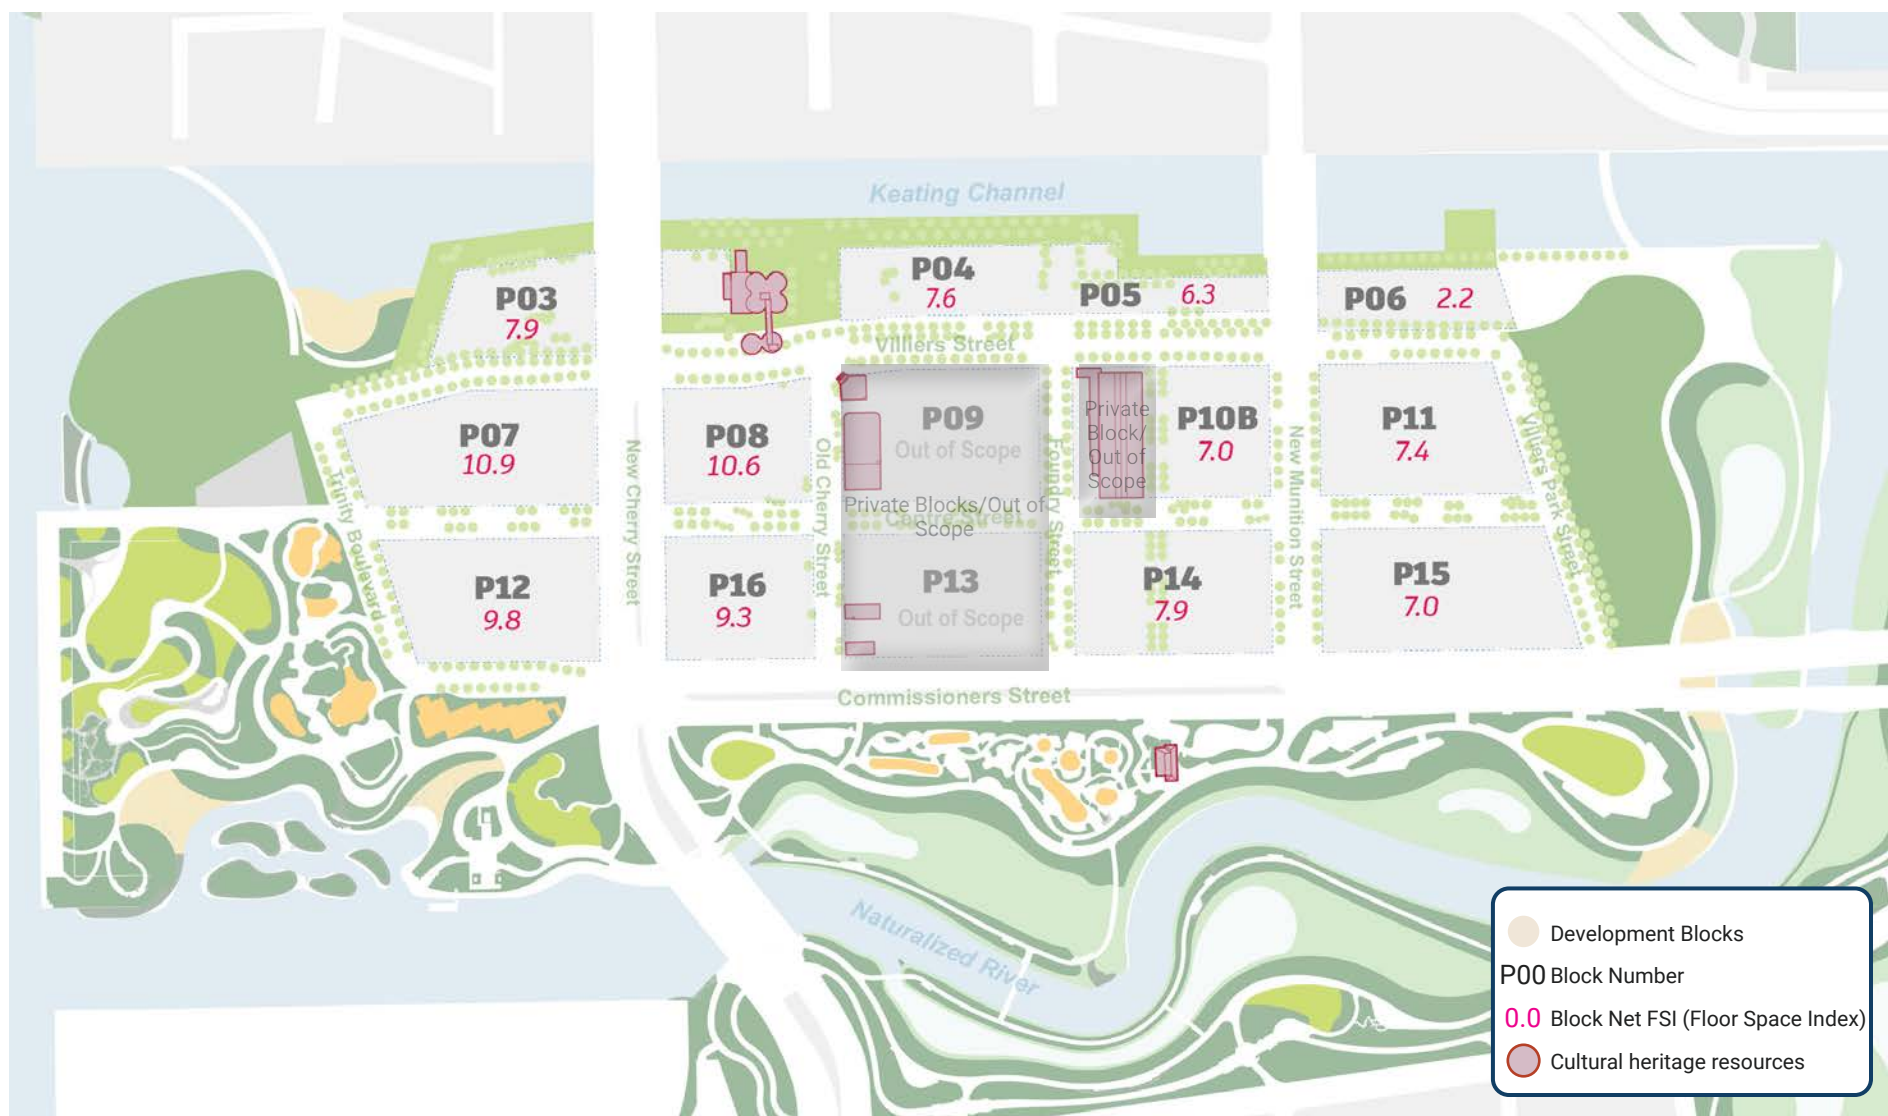 Keating Channel
P03
7.9
P04
7.6
P05 6.3
P06 2.2
Villiers Street
P07
10.9
P08
10.6
P09
Out of Scope
Private
Block/
Out of
Scope
P10B
7.0
P11
7.4
Trinity Boulevard
New Cherry Street
Old Cherry Street
Foundry Street
New Munition Street
Villiers Park Street
Private Blocks/Out of
Scope
Centre Street
P12
9.8
P16
9.3
P13
Out of Scope
P14
7.9
P15
7.0
Commissioners Street
Naturalized River
Development Blocks
P00 Block Number
0.0 Block Net FSI (Floor Space Index)
Cultural heritage resources